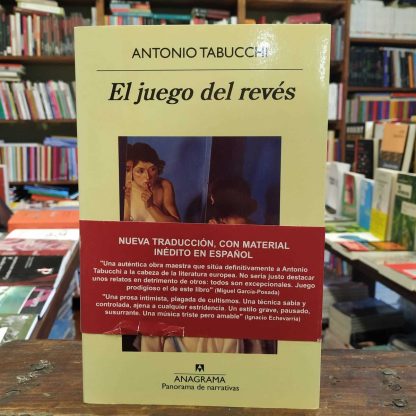 ANTONIO TABUCCHI
El juego del revés
NUEVA TRADUCCIÓN, CON MATERIAL
INÉDITO EN ESPAÑOL
"Una auténtica obra maestra que sitúa definitivamente a Antonio
Tabucchi a la cabeza de la literatura europea. No sería justo destacar
unos relatos en detrimento de otros: todos son excepcionales. Juego
prodigioso el de este libro" (Miguel García-Posada)
"Una prosa intimista, plagada de cultismos. Una técnica sabia y
controlada, ajena a cualquier estridencia. Un estilo grave, pausado,
susurrante. Una música triste pero amable" (Ignacio Echevarría)
ANAGRAMA
Panorama de narrativas